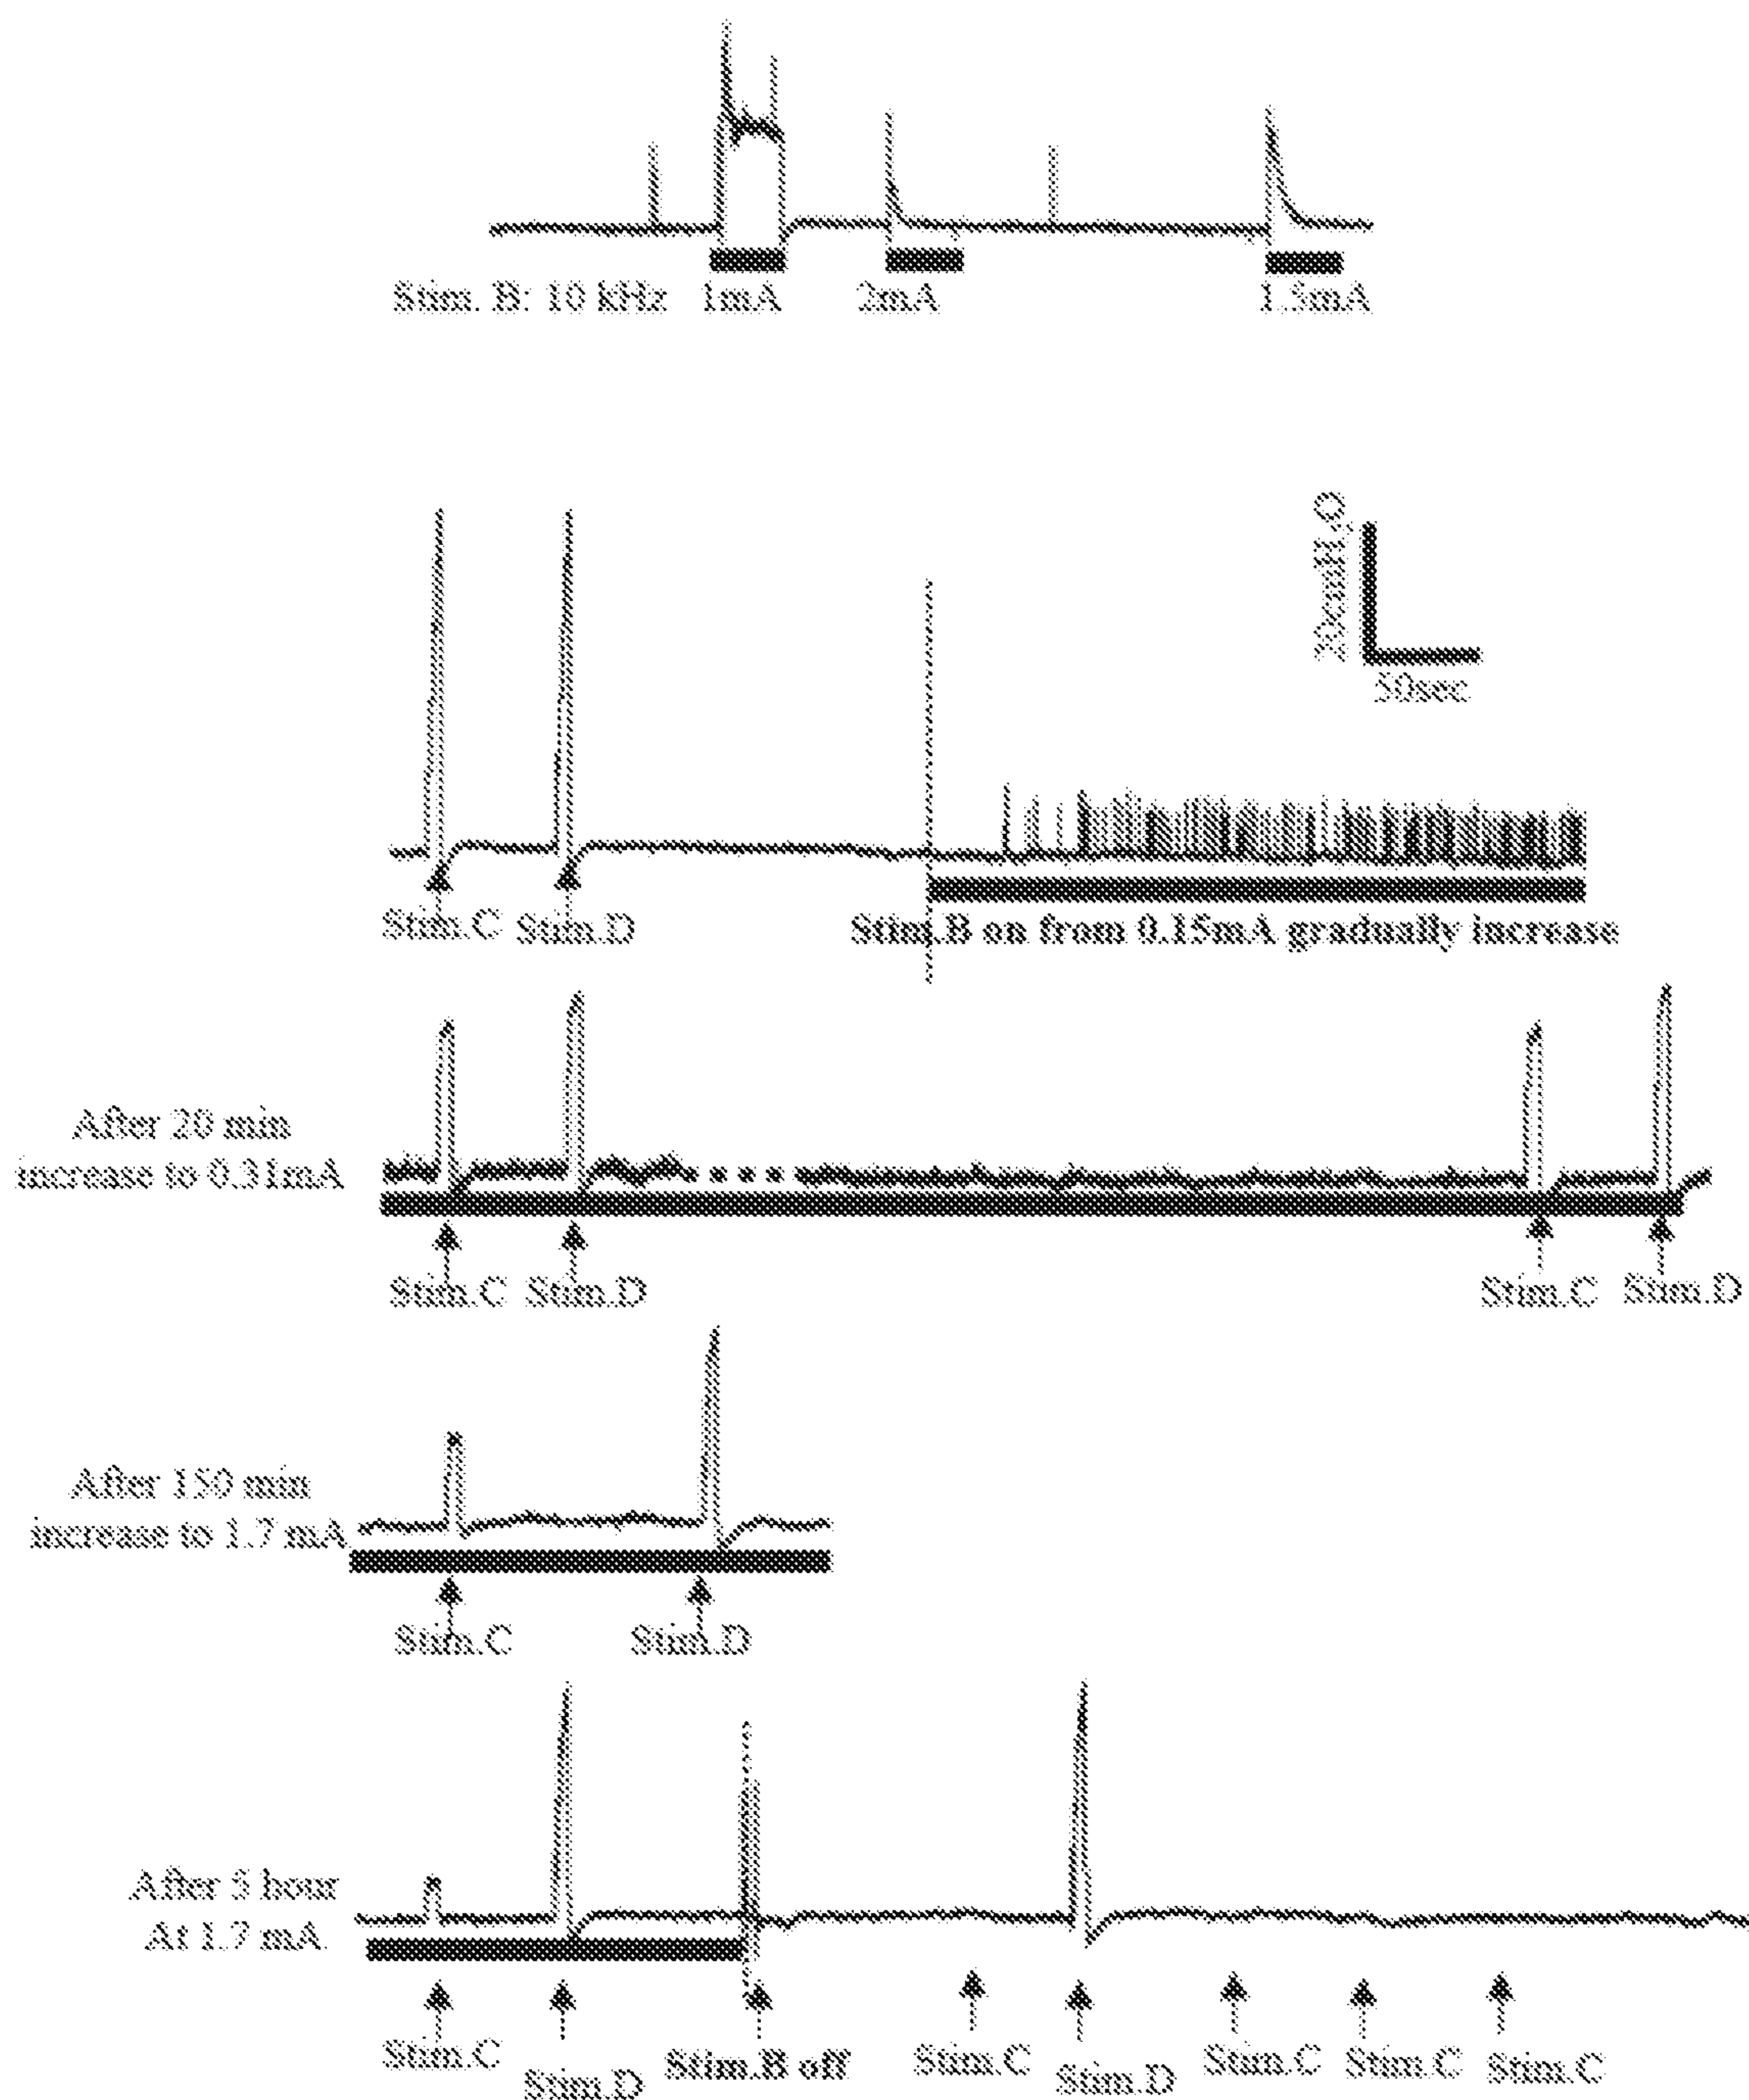 Stim. B: 10 kHz 1mA 2mA 1.5mA
50sec
Stim.C Stim.D Stim.B on from 0.15mA gradually increase
After 20 min
increase to 0.31mA
Stim.C Stim.D Stim.C Stim.D
After 150 min
increase to 1.7 mA
Stim.C Stim.D
After 5 hour
At 1.7 mA
Stim.C Stim.D Stim.B off Stim.C Stim.D Stim.C Stim.C Stim.C